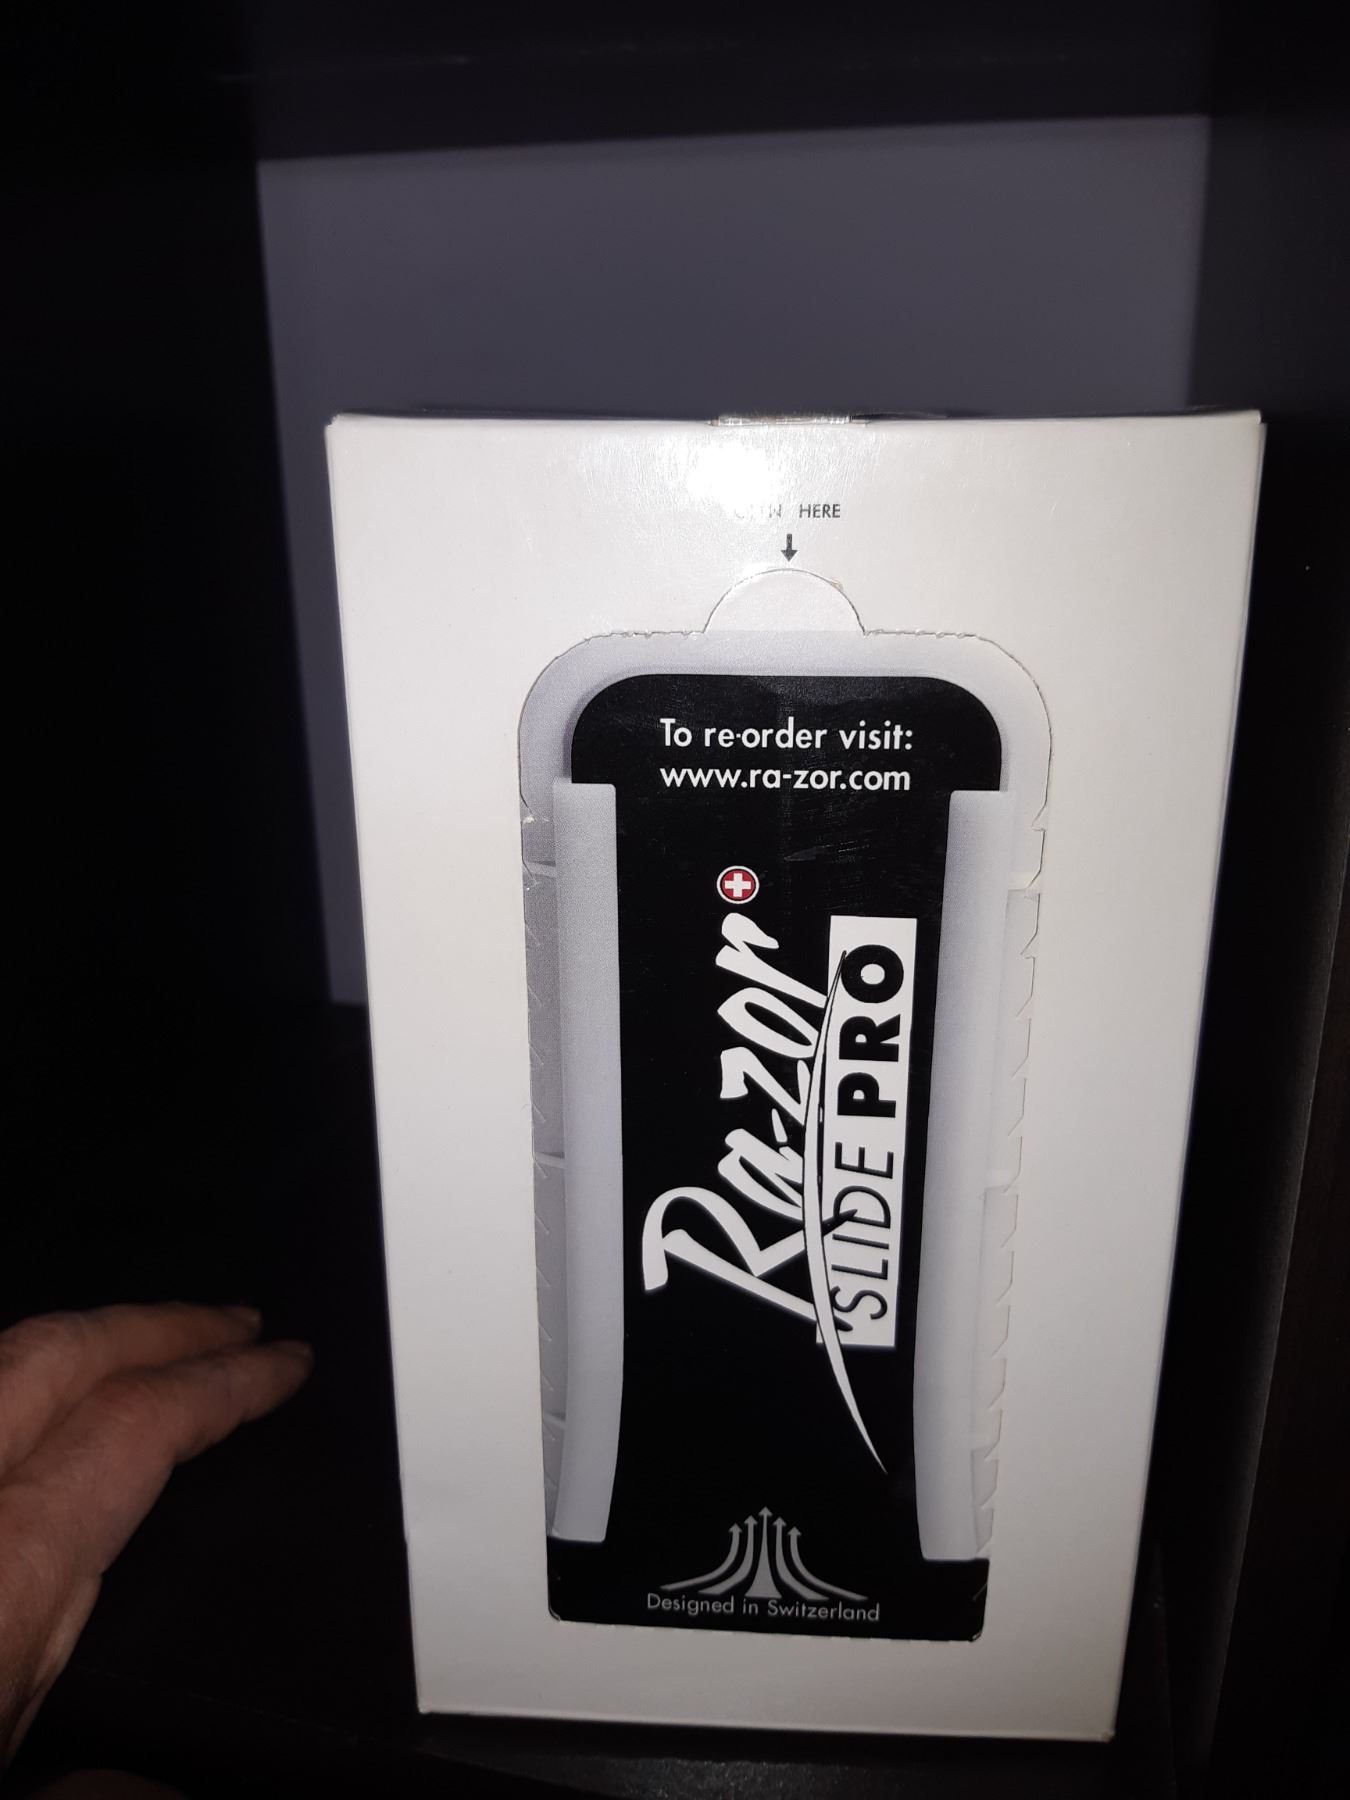 HERE
To re-order visit:
www.ra-zor.com
Ra-zor
SLIDE PRO
Designed in Switzerland